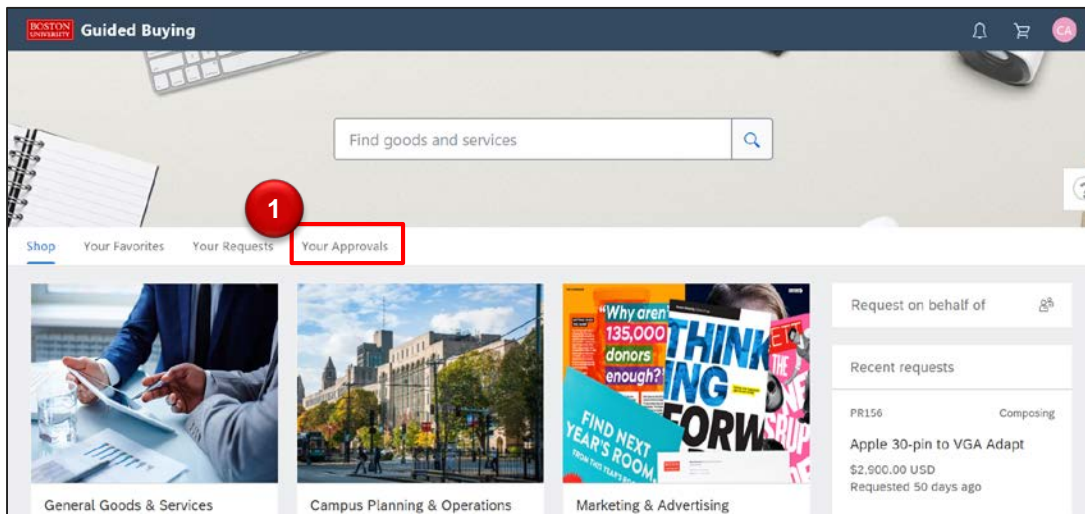 BOSTON
UNIVERSITY
Guided Buying
CA
Find goods and services
?
1
Shop Your Favorites Your Requests Your Approvals
"Why aren't
135,000
donors
enough?"
THINK
ING
FORW
FIND NEXT
YEAR'S ROOM.
FROM THIS YEAR'S
Request on behalf of
Recent requests
PR156 Composing
Apple 30-pin to VGA Adapt
$2,900.00 USD
Requested 50 days ago
General Goods & Services
Campus Planning & Operations
Marketing & Advertising